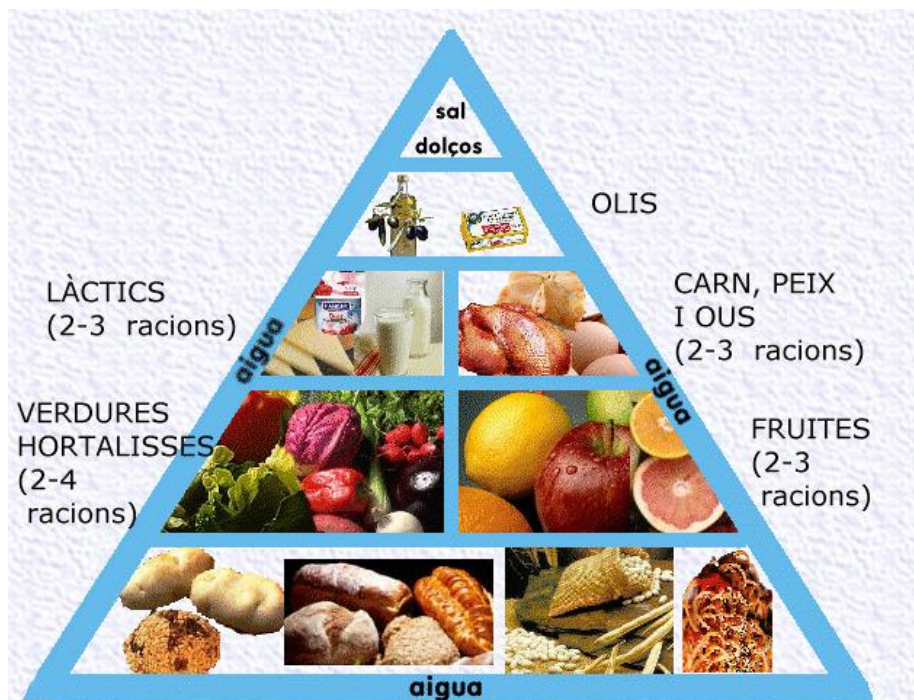 sal
dolços
OLIS
LÀCTICS
(2-3 racions)
CARN, PEIX
I OUS
(2-3 racions)
aigua
aigua
VERDURES
HORTALISSES
(2-4
racions)
FRUITES
(2-3
racions)
aigua